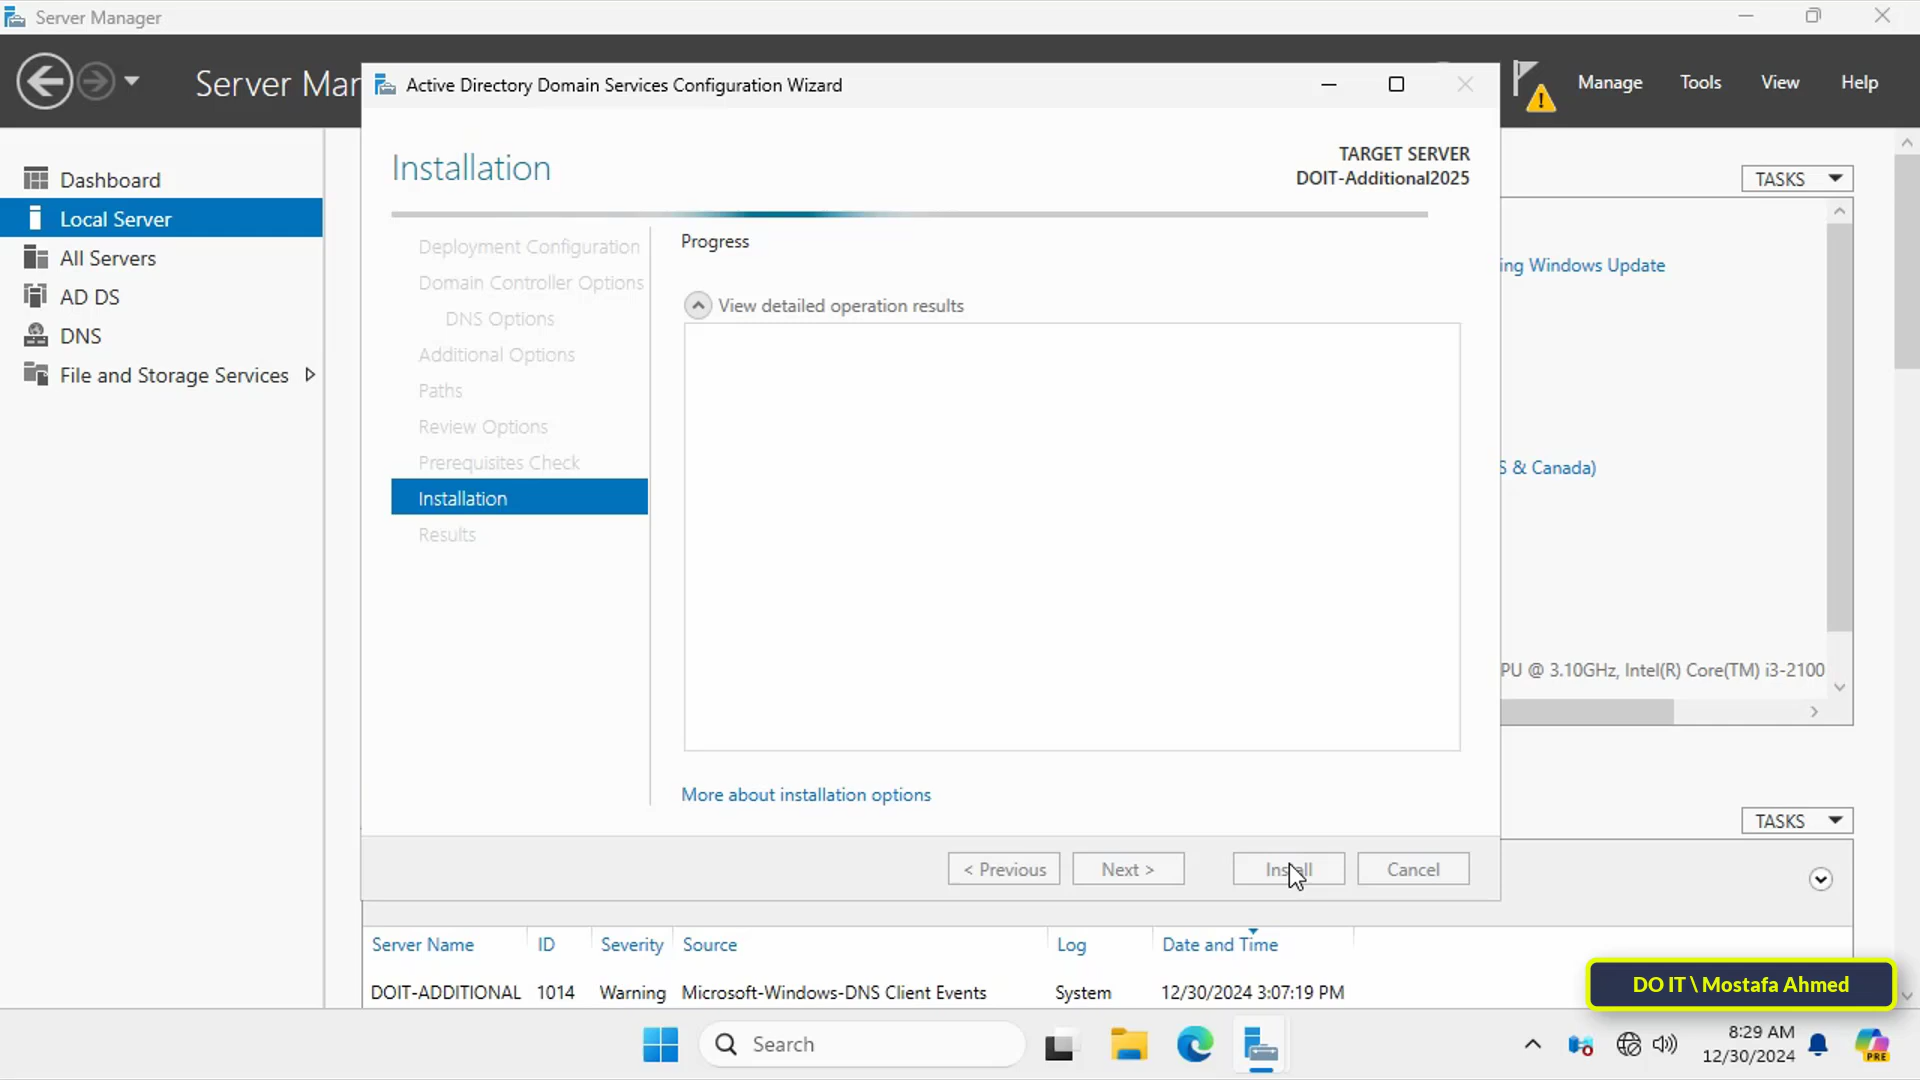 Server Manager
Server Mar
Manage
Tools
View
Help
Active Directory Domain Services Configuration Wizard
Installation
TARGET SERVER
DOIT-Additional2025
Dashboard
Local Server
All Servers
AD DS
DNS
File and Storage Services
Deployment Configuration
Domain Controller Options
DNS Options
Additional Options
Paths
Review Options
Prerequisites Check
Installation
Results
Progress
View detailed operation results
More about installation options
< Previous
Next >
Install
Cancel
TASKS
ing Windows Update
S & Canada)
PU @ 3.10GHz, Intel(R) Core(TM) i3-2100
TASKS
Server Name ID Severity Source Log Date and Time
DOIT-ADDITIONAL 1014 Warning Microsoft-Windows-DNS Client Events System 12/30/2024 3:07:19 PM
DO IT \ Mostafa Ahmed
Search
8:29 AM
12/30/2024
PRE